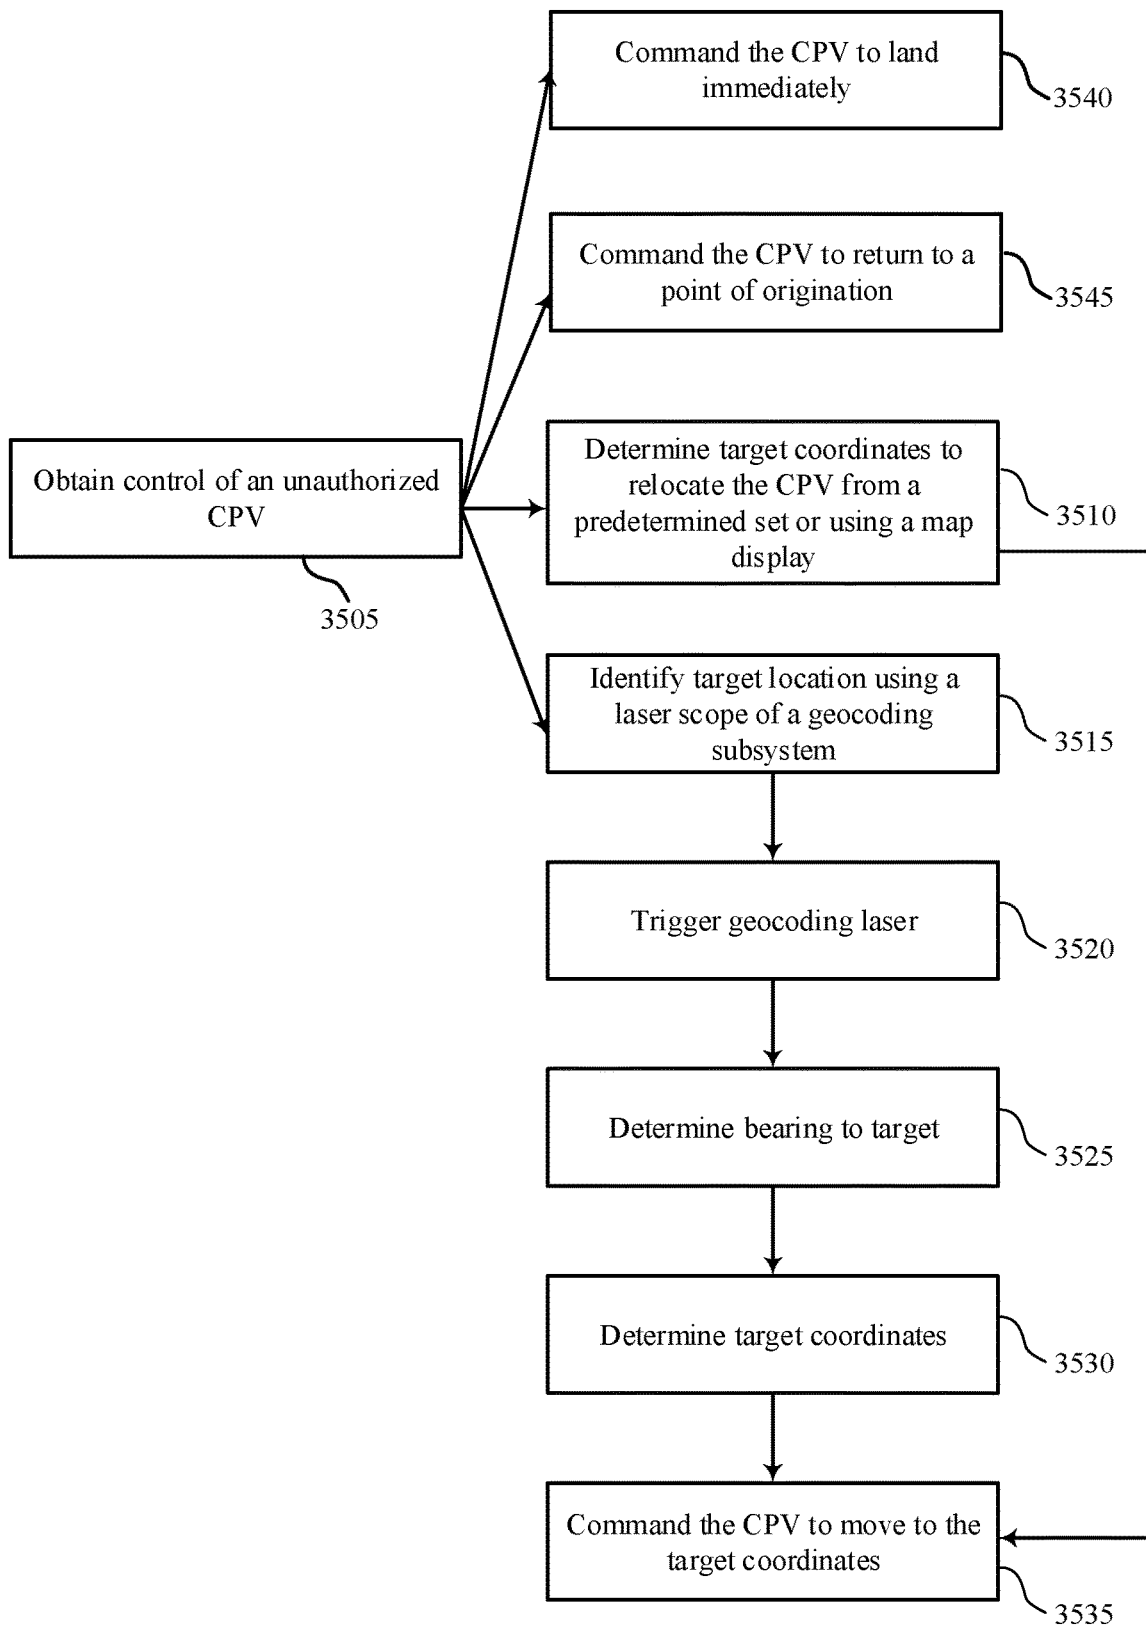 Command the CPV to land
immediately
3540
Command the CPV to return to a
point of origination
3545
Determine target coordinates to
relocate the CPV from a
predetermined set or using a map
display
3510
Obtain control of an unauthorized
CPV
3505
Identify target location using a
laser scope of a geocoding
subsystem
3515
Trigger geocoding laser
3520
Determine bearing to target
3525
Determine target coordinates
3530
Command the CPV to move to the
target coordinates
3535